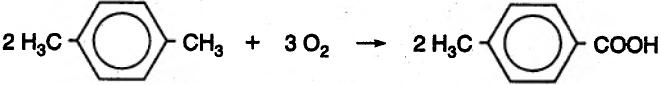 2 H₃C CH₃ + 3 O₂ → 2 H₃C COOH